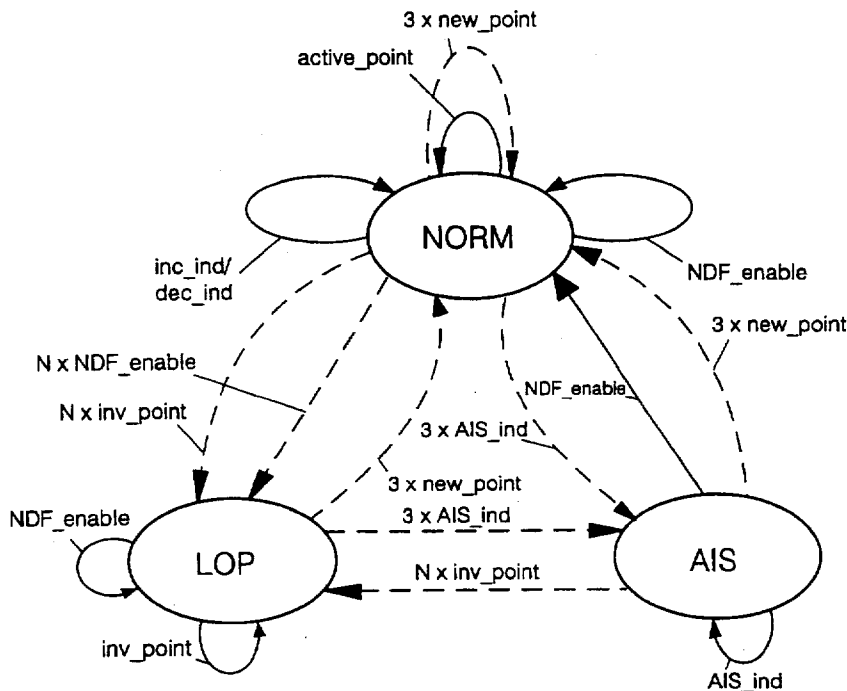 3 x new_point
active_point
NORM
inc_ind/
dec_ind
NDF_enable
3 x new_point
N x NDF_enable
NDF_enable
N x inv_point
3 x AIS_ind
3 x new_point
NDF_enable
3 x AIS_ind
LOP
AIS
N x inv_point
inv_point
AIS_ind